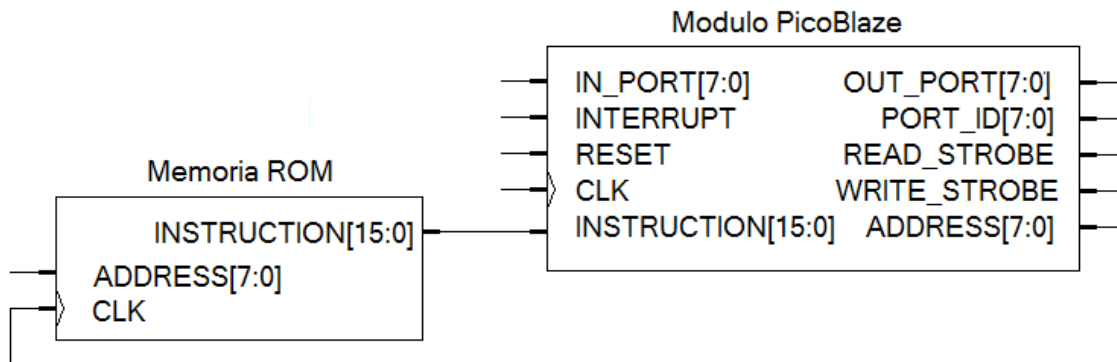 Modulo PicoBlaze
IN_PORT[7:0] OUT_PORT[7:0]
INTERRUPT PORT_ID[7:0]
RESET READ_STROBE
CLK WRITE_STROBE
INSTRUCTION[15:0] ADDRESS[7:0]
Memoria ROM
INSTRUCTION[15:0]
ADDRESS[7:0]
CLK